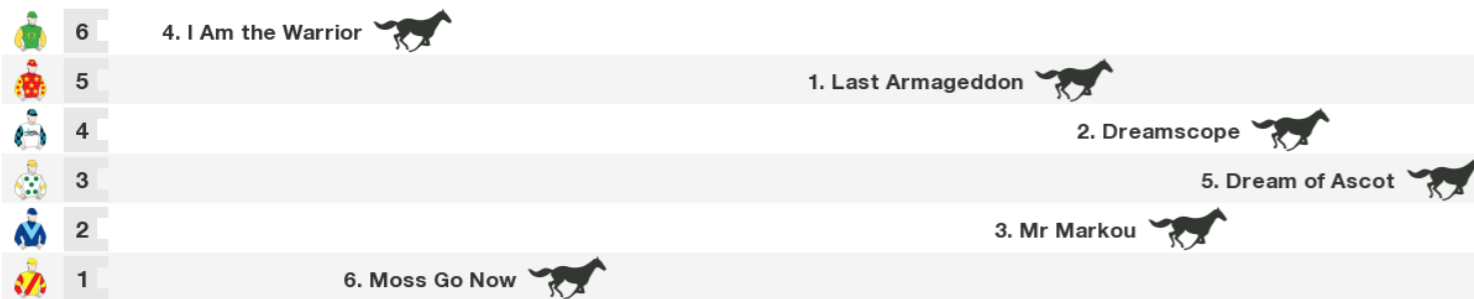 6 4. I Am the Warrior
5 1. Last Armageddon
4 2. Dreamscope
3 5. Dream of Ascot
2 3. Mr Markou
1 6. Moss Go Now